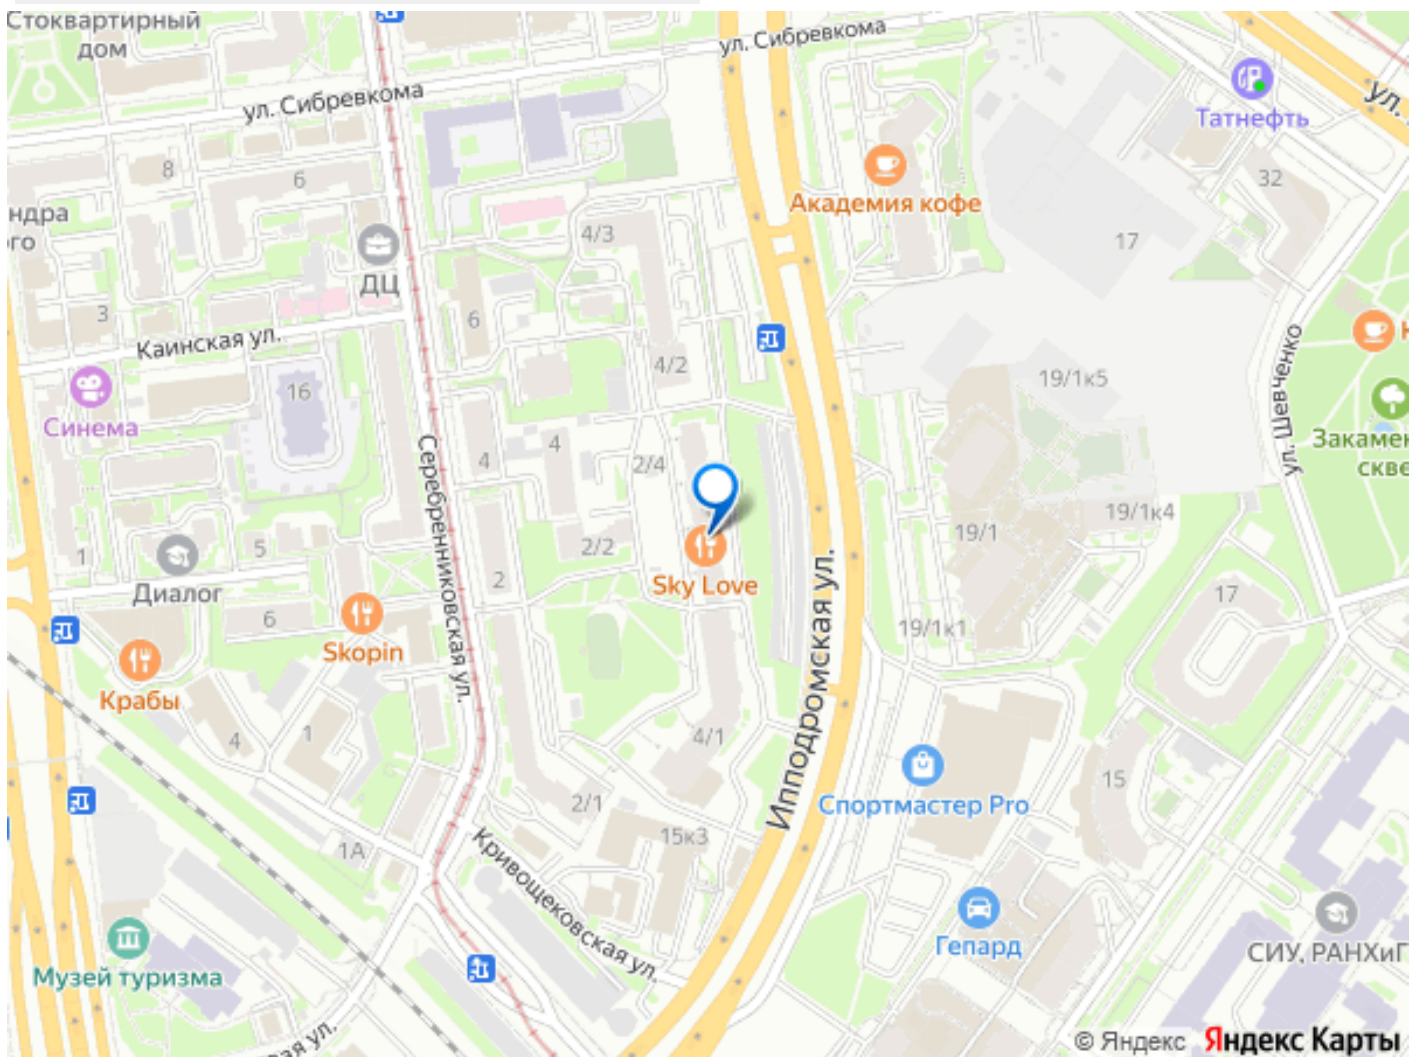 Стоквартирный
дом
ул. Сибревкома
ул. Сибревкома
Татнефть
ул.
8
6
32
Академия кофе
ндра
ого
4/3
17
ДЦ
3
6
Каинская ул.
4/2
16
19/1к5
ул. Шевченко
Синема
Закамен
скве
Серебренниковская ул.
4
4
2/4
19/1
19/1к4
1
5
2/2
Диалог
2
Sky Love
17
6
Skopin
19/1к1
Ипподромская ул.
Крабы
4
1
4/1
15
Спортмастер Pro
2/1
15к3
1А
Кривощековская ул.
Гепард
СИУ, РАНХиГ
Музей туризма
вая ул.
© Яндекс Яндекс Карты